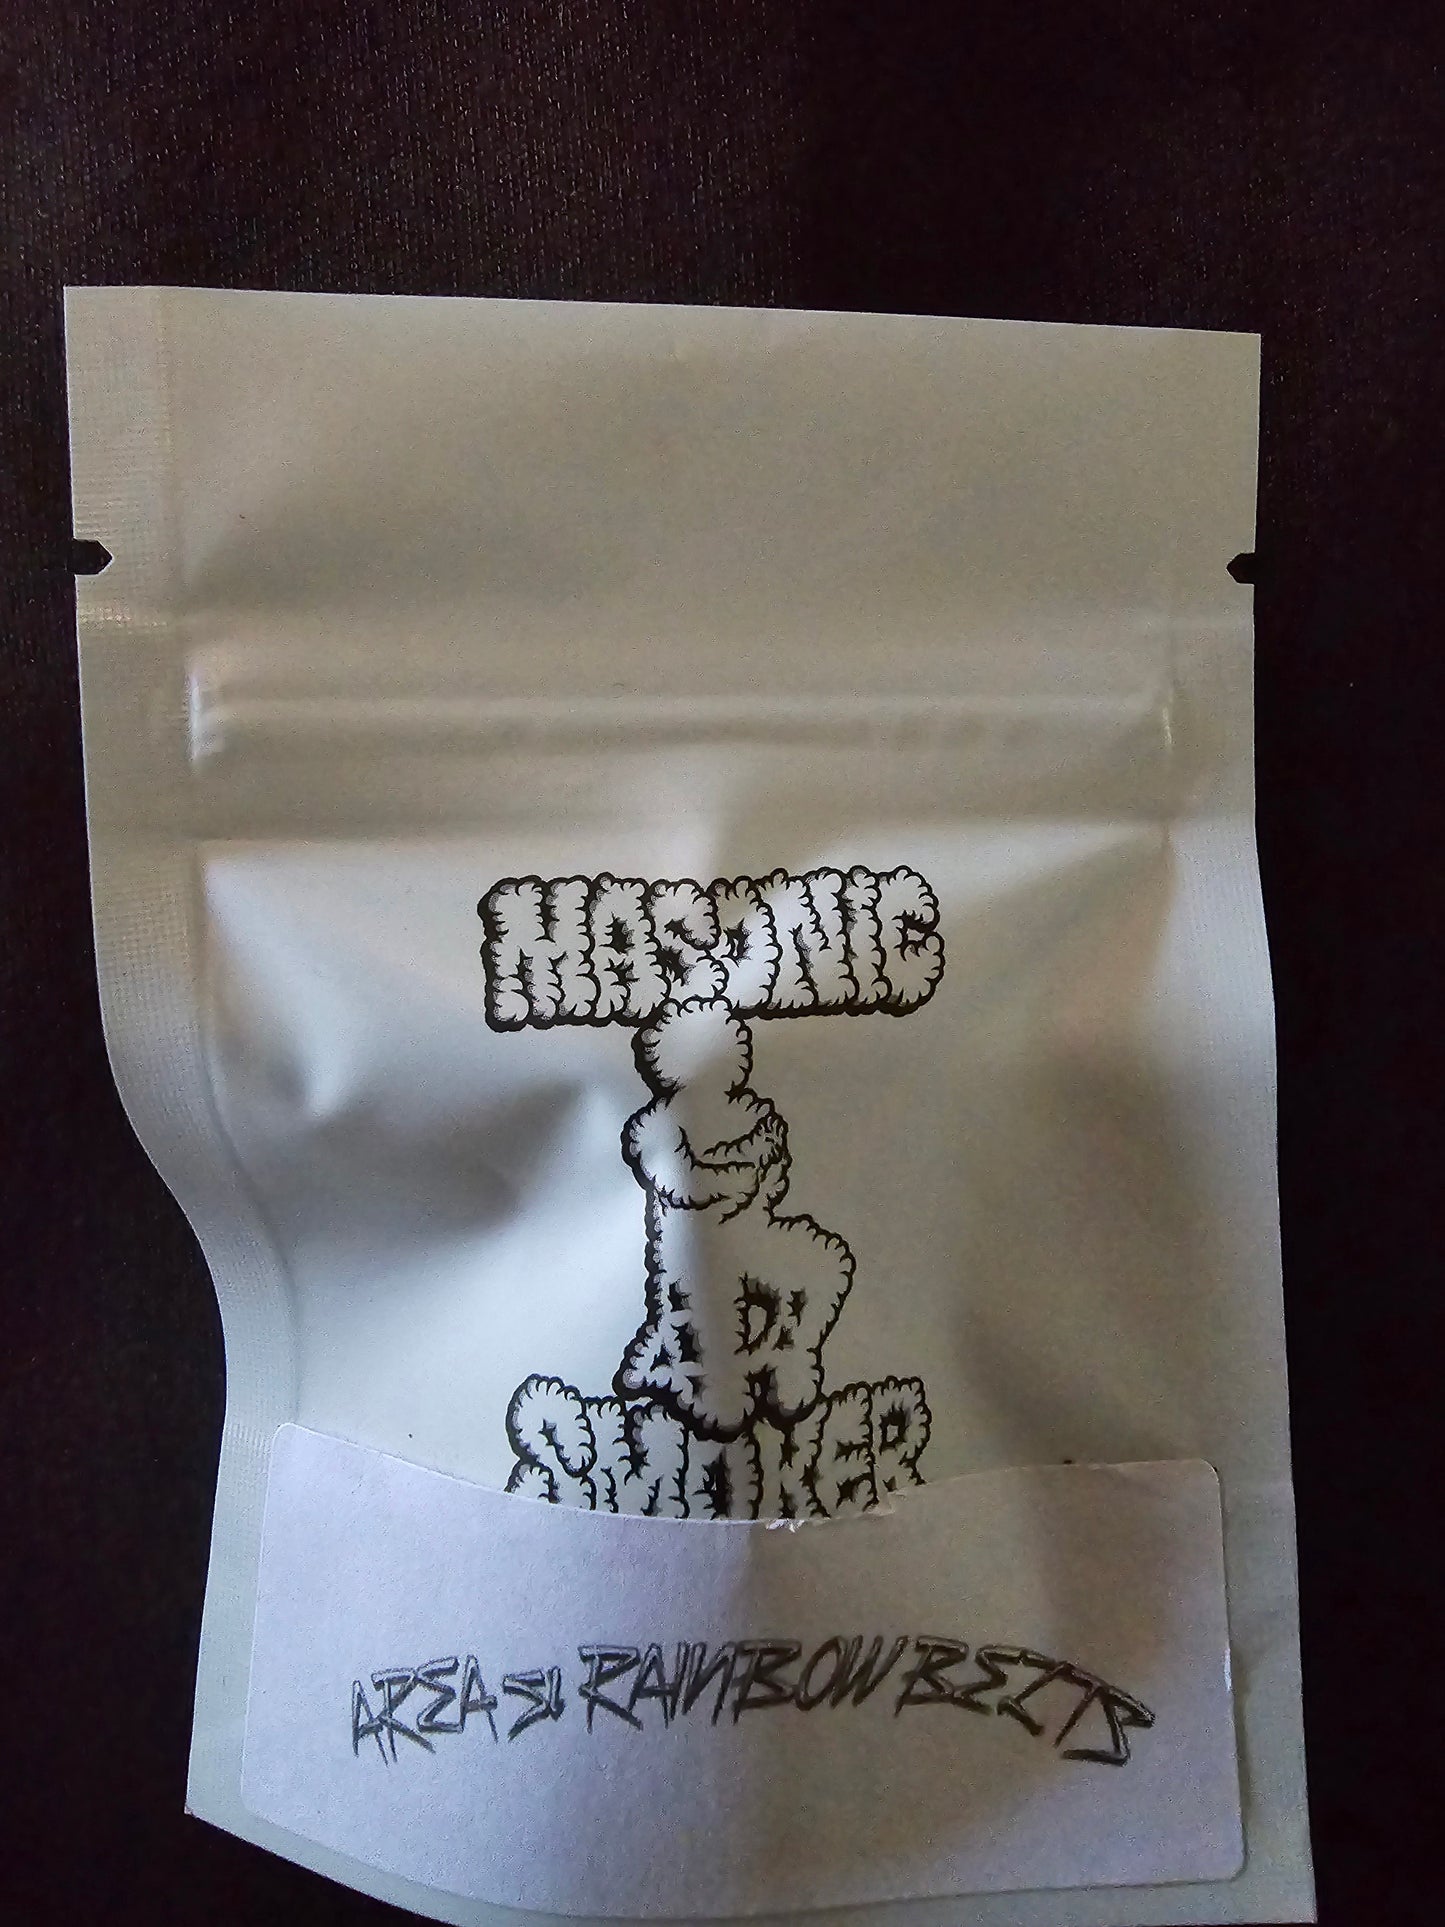 MASONIC
SMOKER
AREA 51 RAINBOW BELTS